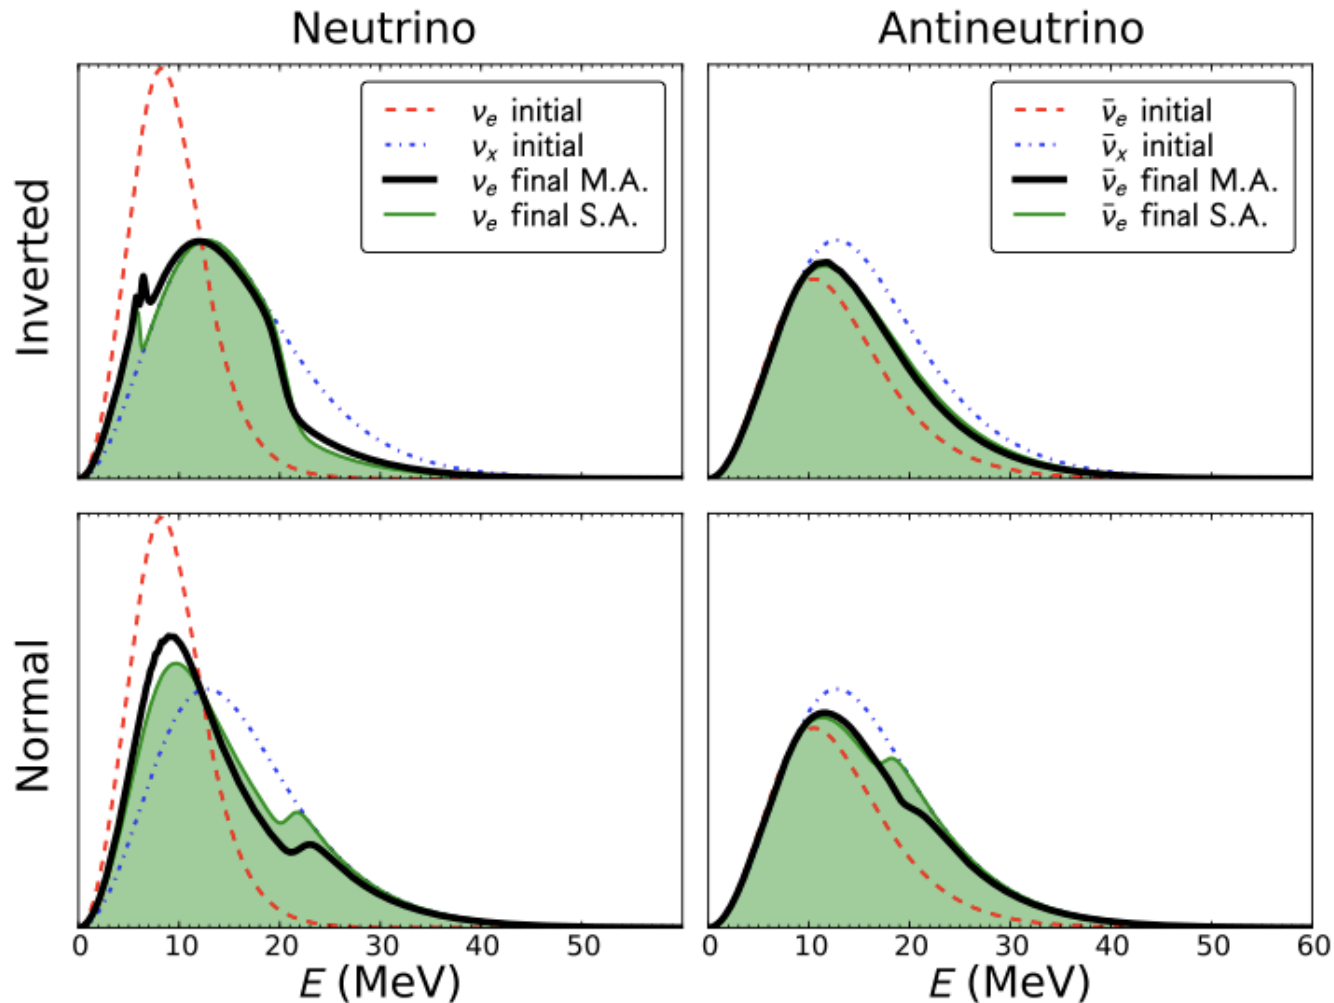 Neutrino
Antineutrino
Inverted
νe initial
νx initial
νe final M.A.
νe final S.A.
ν̄e initial
ν̄x initial
ν̄e final M.A.
ν̄e final S.A.
Normal
0 10 20 30 40 50
0 10 20 30 40 50 60
E (MeV)
E (MeV)